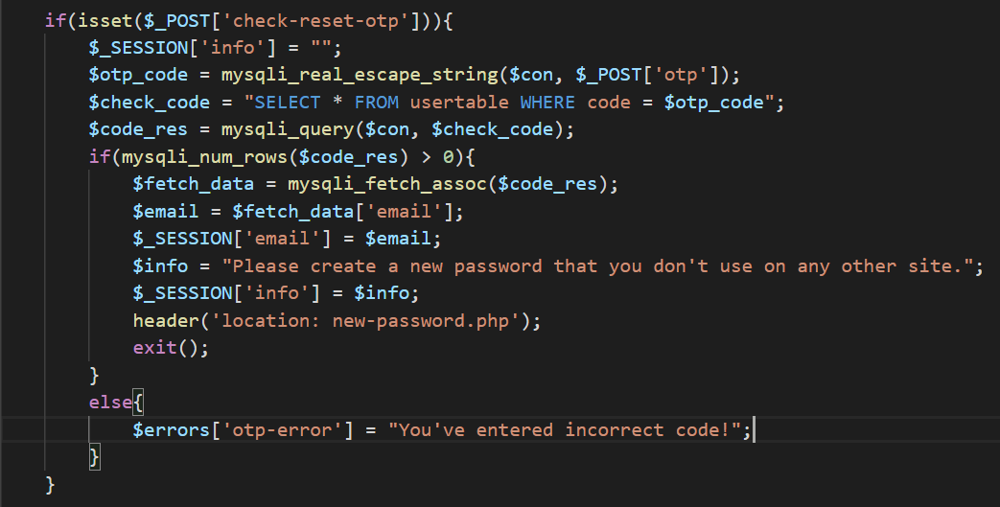 if(isset($_POST['check-reset-otp'])){
$_SESSION['info'] = "";
$otp_code = mysqli_real_escape_string($con, $_POST['otp']);
$check_code = "SELECT * FROM usertable WHERE code = $otp_code";
$code_res = mysqli_query($con, $check_code);
if(mysqli_num_rows($code_res) > 0){
$fetch_data = mysqli_fetch_assoc($code_res);
$email = $fetch_data['email'];
$_SESSION['email'] = $email;
$info = "Please create a new password that you don't use on any other site.";
$_SESSION['info'] = $info;
header('location: new-password.php');
exit();
}
else{
$errors['otp-error'] = "You've entered incorrect code!";
}
}